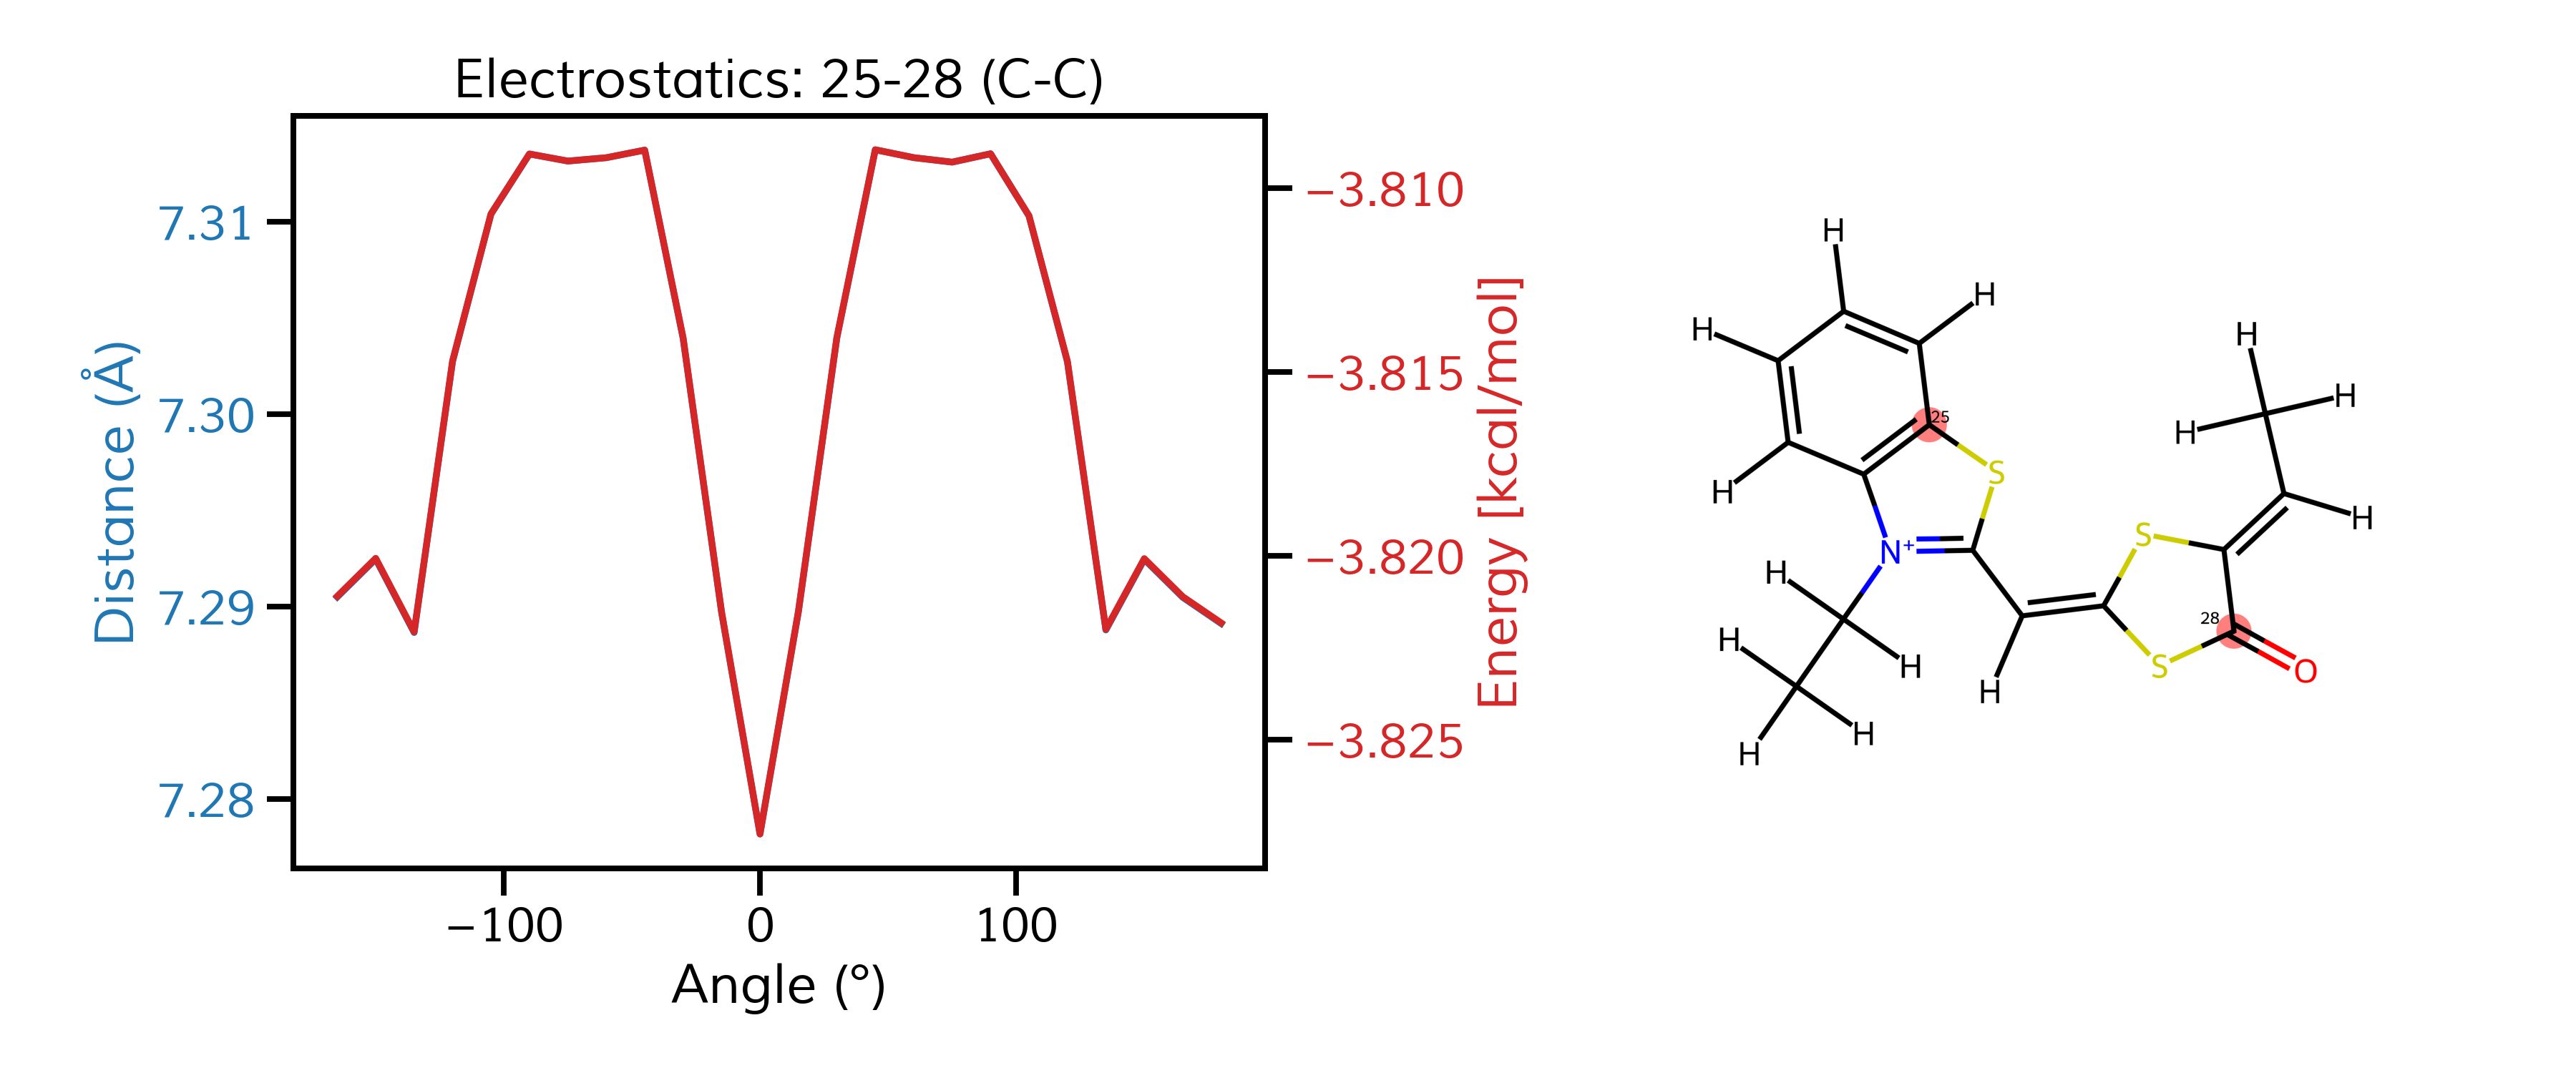 Electrostatics: 25-28 (C-C)
Distance (Å)
7.31
7.30
7.29
7.28
−3.810
−3.815
−3.820
−3.825
Energy [kcal/mol]
−100 0 100
Angle (°)
H
H
H
H
25
S
N+
H
H
H
H
H
H
S
S
28
O
H
H
H
H